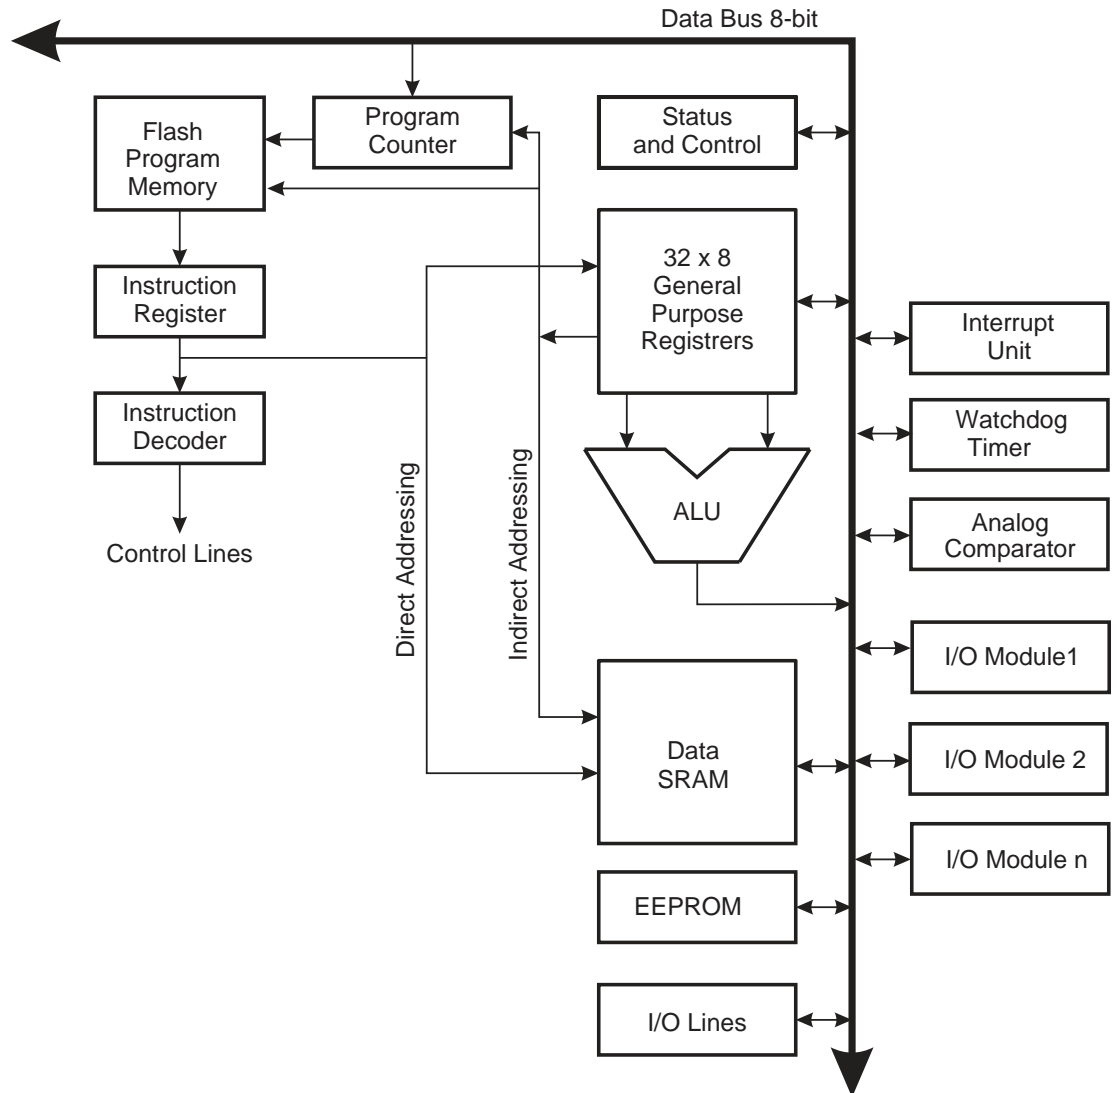 Data Bus 8-bit
Flash
Program
Memory
Program
Counter
Status
and Control
32 x 8
General
Purpose
Registrers
Instruction
Register
Interrupt
Unit
Instruction
Decoder
Watchdog
Timer
Direct Addressing
Indirect Addressing
ALU
Analog
Comparator
Control Lines
I/O Module1
Data
SRAM
I/O Module 2
I/O Module n
EEPROM
I/O Lines